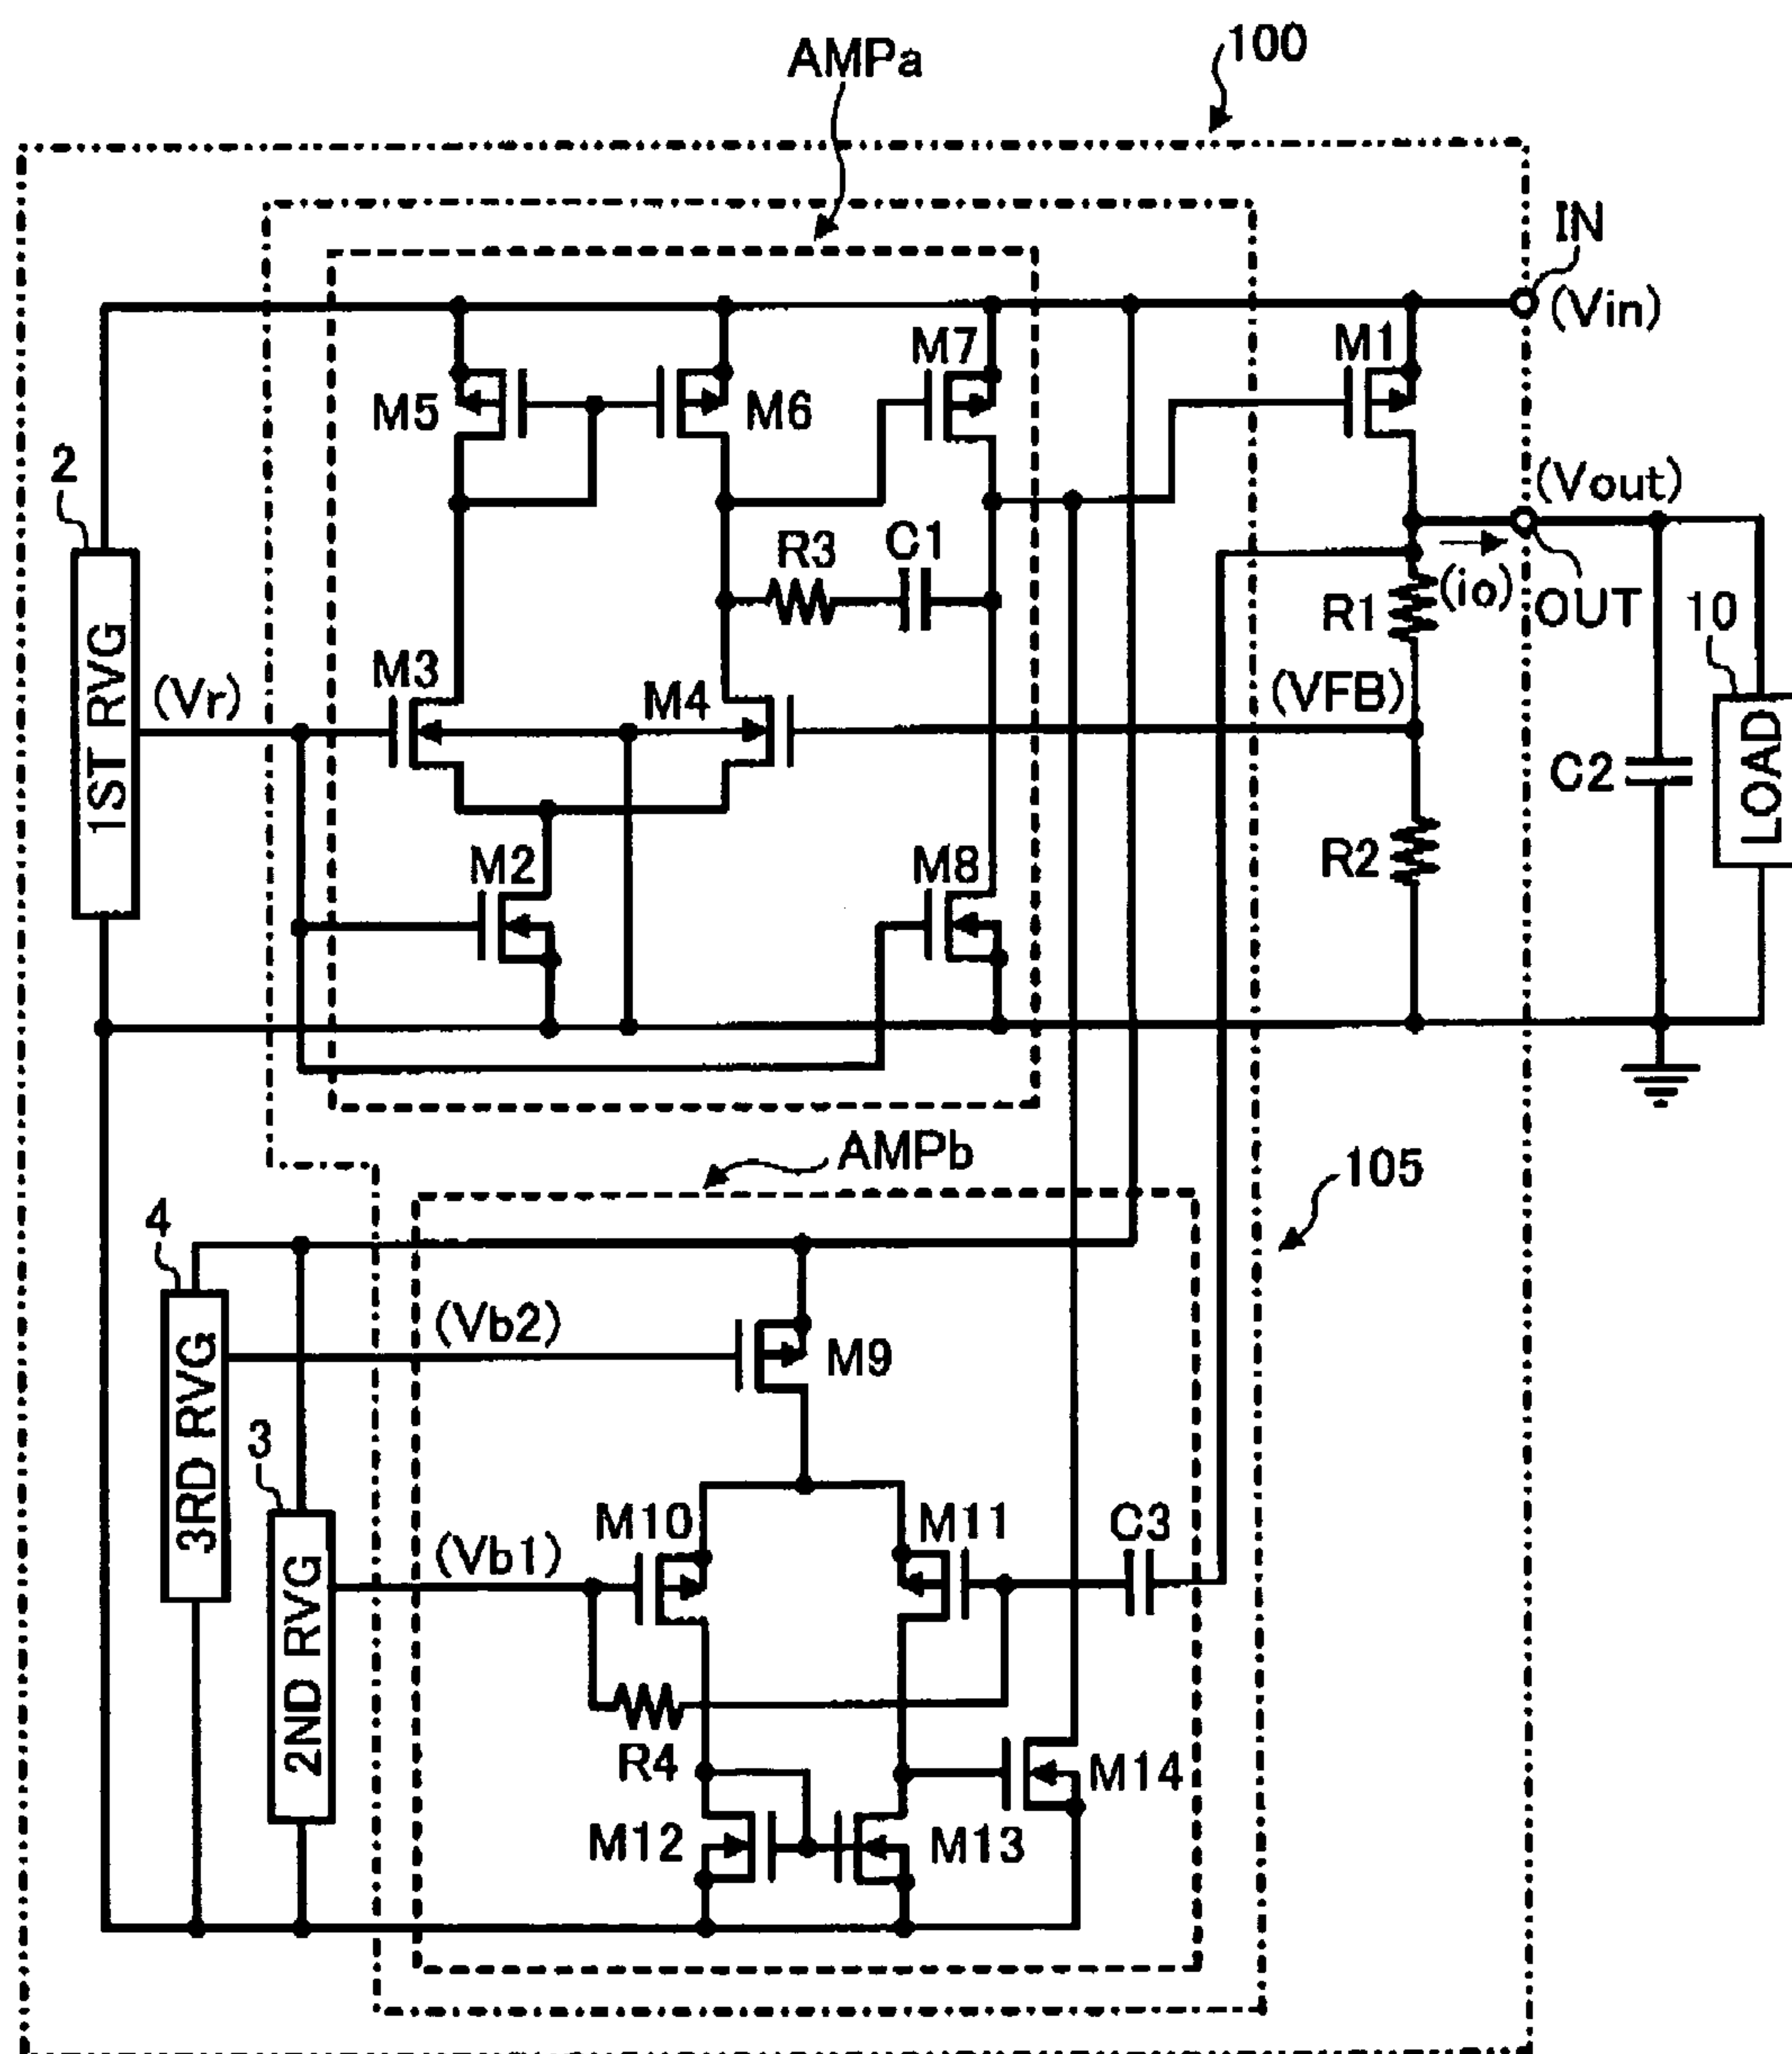 100
AMPa
IN
(Vin)
M5
M6
M7
M1
2
(Vout)
R3
C1
R1
(io)
OUT
10
1ST RVG
(Vr)
M3
M4
(VFB)
C2
LOAD
M2
M8
R2
AMPb
105
4
(Vb2)
M9
3RD RVG
3
M10
M11
C3
(Vb1)
2ND RVG
R4
M14
M12
M13